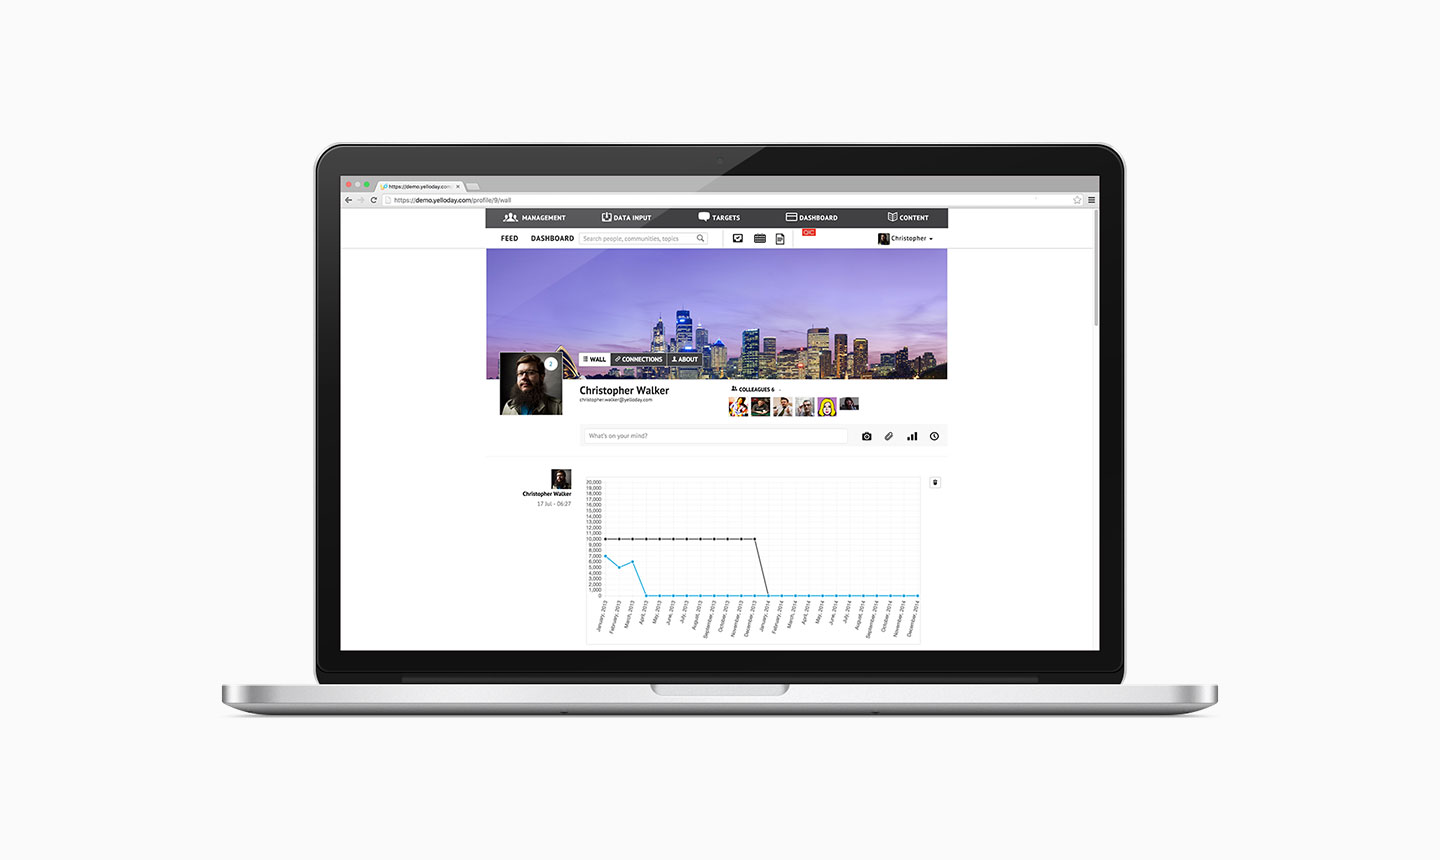 https://demo.yelloday.com
https://demo.yelloday.com/profile/9/wall
MANAGEMENT
DATA INPUT
TARGETS
DASHBOARD
CONTENT
FEED
DASHBOARD
Search people, communities, topics
Christopher
2
WALL
CONNECTIONS
ABOUT
Christopher Walker
christopher.walker@yelloday.com
COLLEAGUES 6
What's on your mind?
Christopher Walker
17 Jul - 06:27
20,000
19,000
18,000
17,000
16,000
15,000
14,000
13,000
12,000
11,000
10,000
9,000
8,000
7,000
6,000
5,000
4,000
3,000
2,000
1,000
0
January, 2013
February, 2013
March, 2013
April, 2013
May, 2013
June, 2013
July, 2013
August, 2013
September, 2013
October, 2013
November, 2013
December, 2013
January, 2014
February, 2014
March, 2014
April, 2014
May, 2014
June, 2014
July, 2014
August, 2014
September, 2014
October, 2014
November, 2014
December, 2014